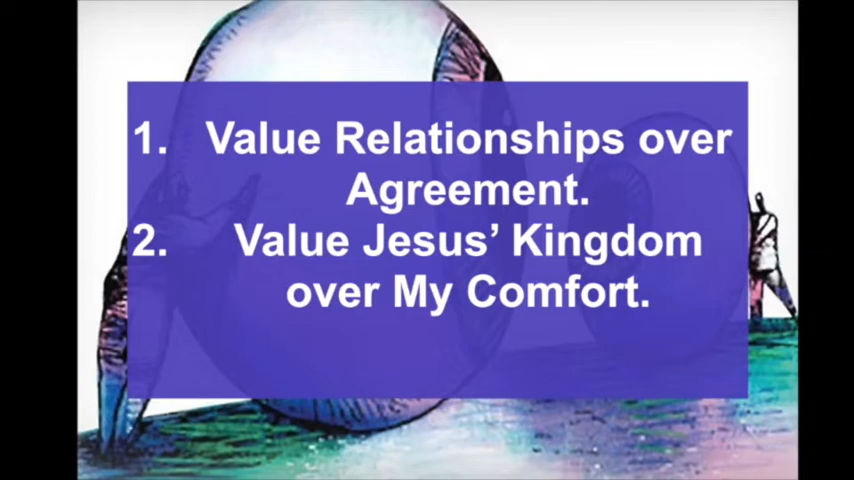 1. Value Relationships over
Agreement.
2. Value Jesus’ Kingdom
over My Comfort.